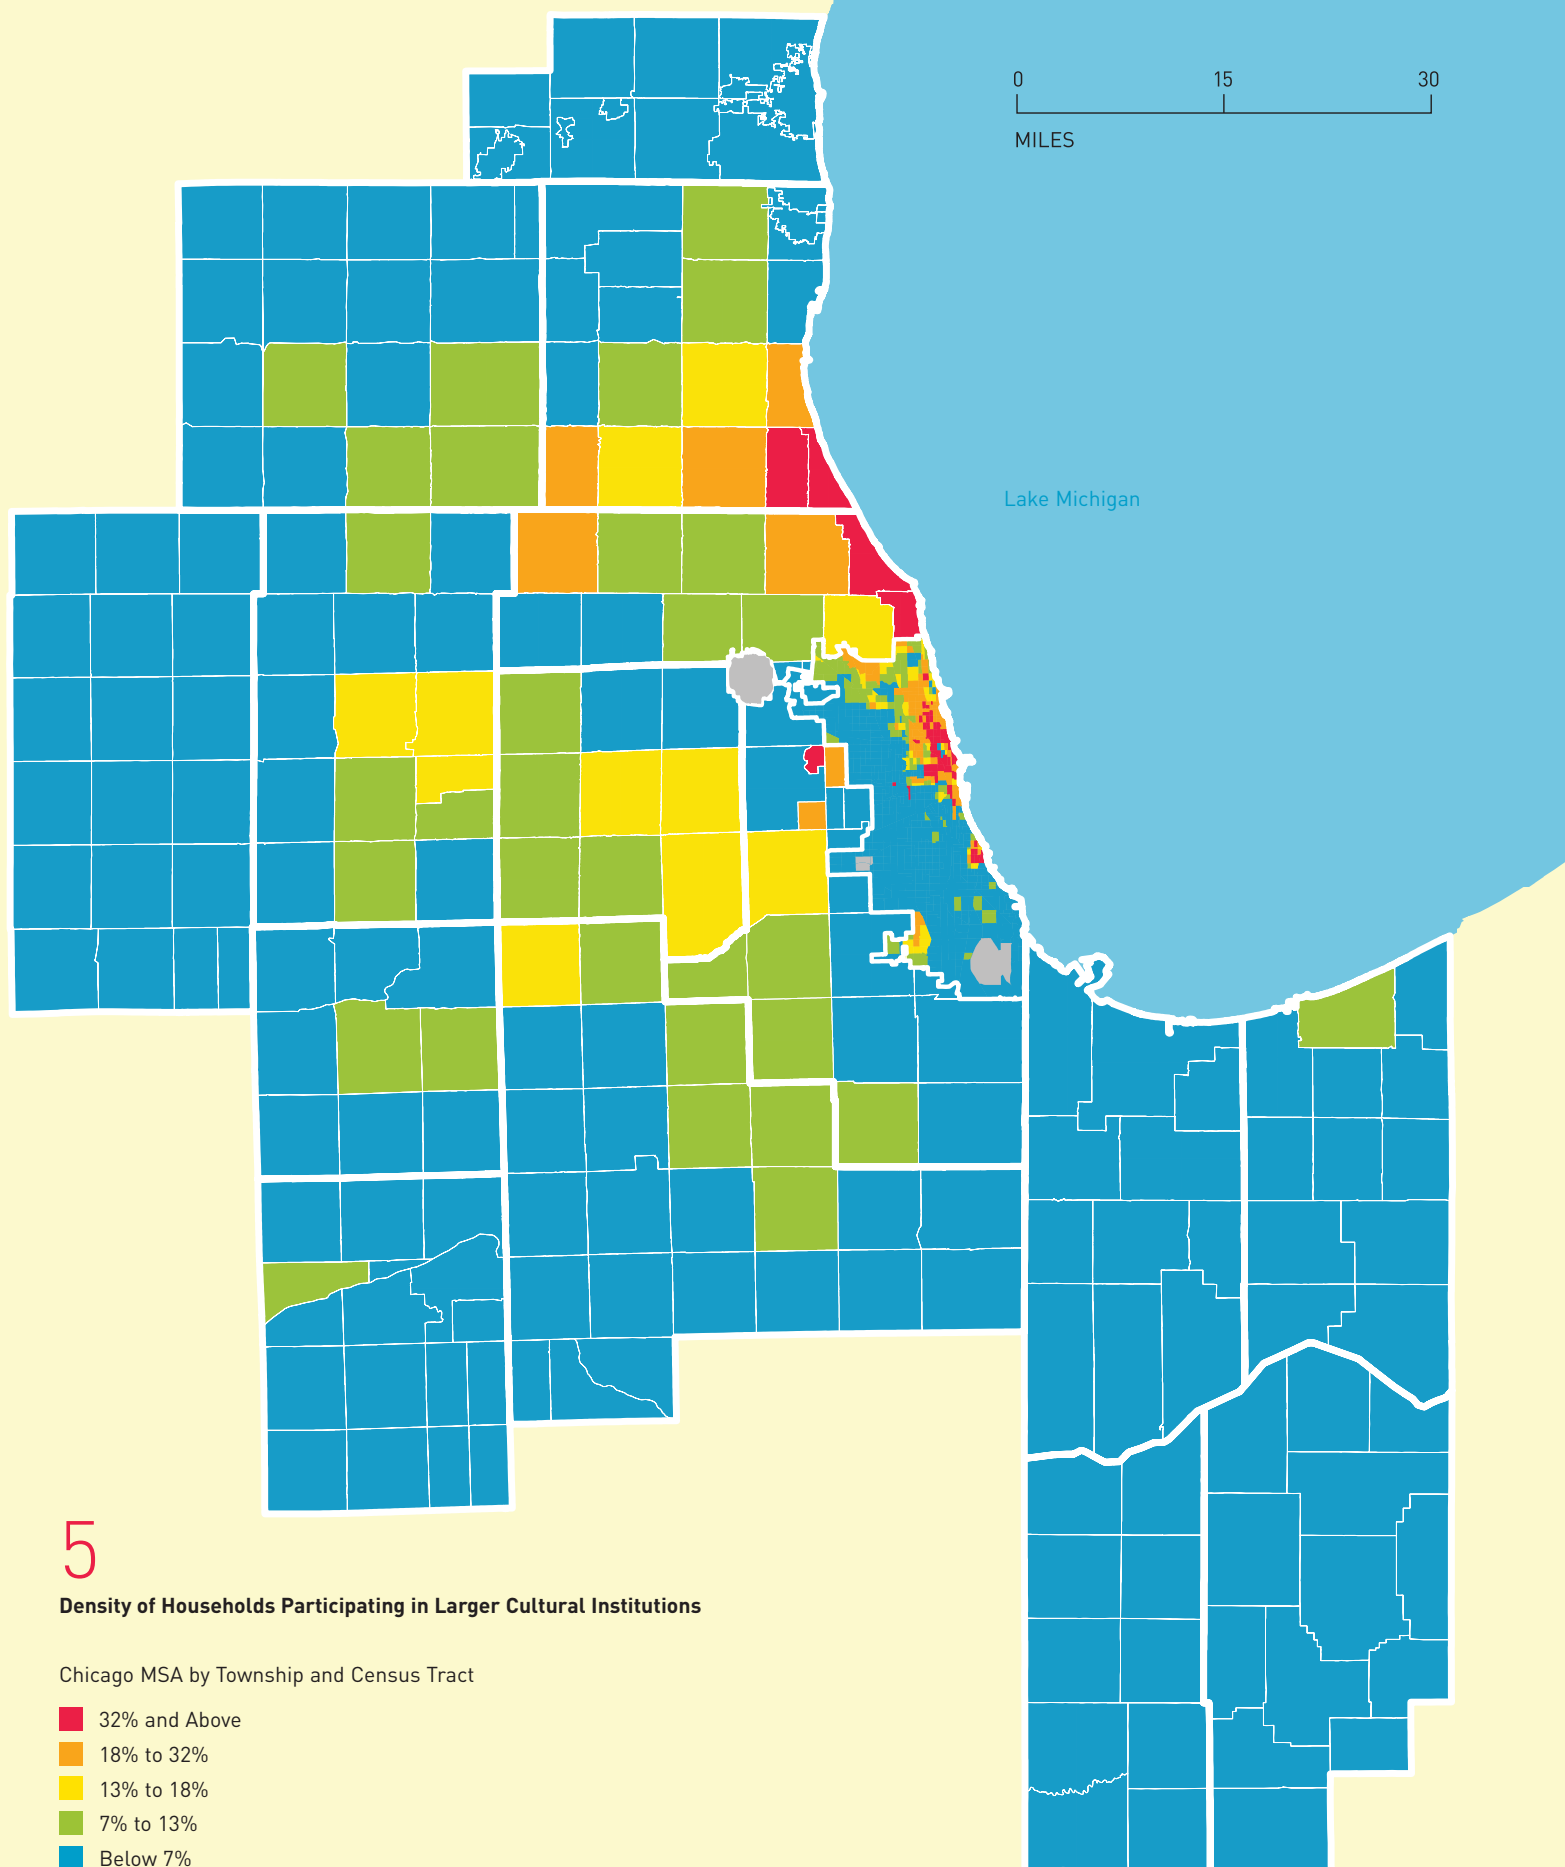 0 15 30
MILES
Lake Michigan
5
Density of Households Participating in Larger Cultural Institutions
Chicago MSA by Township and Census Tract
32% and Above
18% to 32%
13% to 18%
7% to 13%
Below 7%